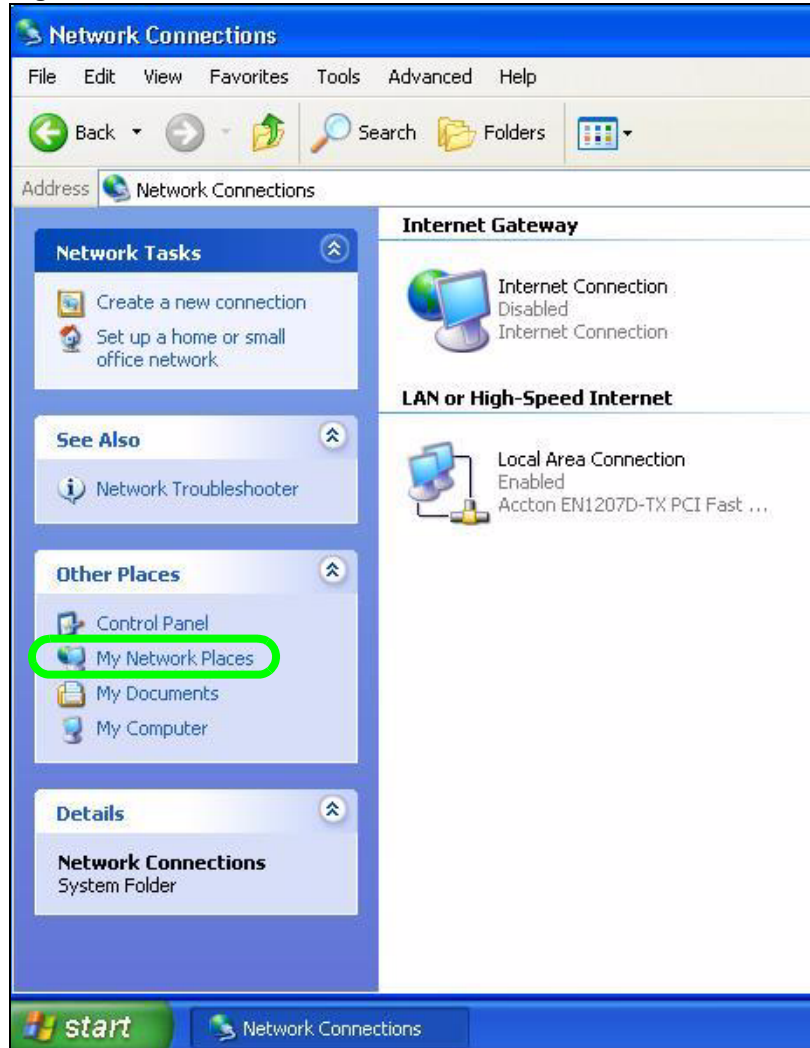 Network Connections
File Edit View Favorites Tools Advanced Help
Back Search Folders
Address Network Connections
Network Tasks
Create a new connection
Set up a home or small
office network
See Also
Network Troubleshooter
Other Places
Control Panel
My Network Places
My Documents
My Computer
Details
Network Connections
System Folder
Internet Gateway
Internet Connection
Disabled
Internet Connection
LAN or High-Speed Internet
Local Area Connection
Enabled
Accton EN1207D-TX PCI Fast ...
start Network Connections